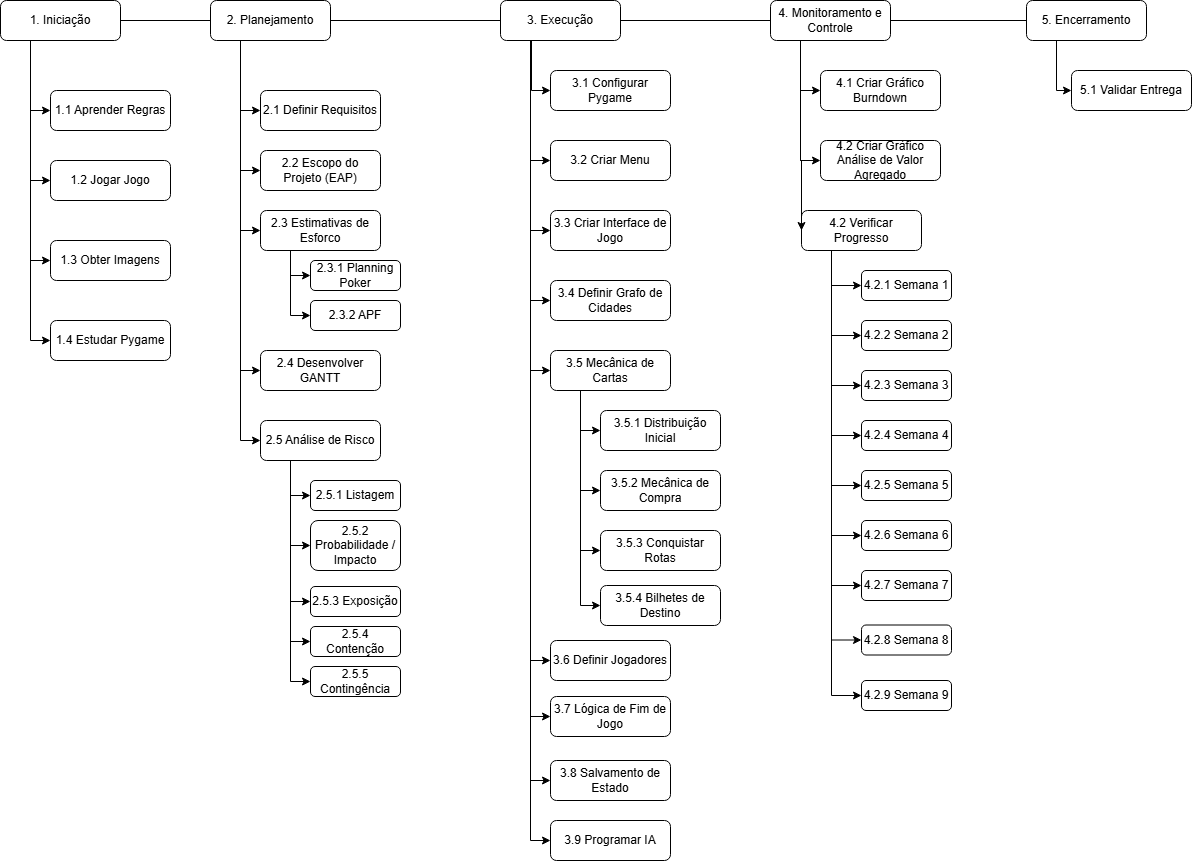 1. Iniciação
2. Planejamento
3. Execução
4. Monitoramento e
Controle
5. Encerramento
1.1 Aprender Regras
1.2 Jogar Jogo
1.3 Obter Imagens
1.4 Estudar Pygame
2.1 Definir Requisitos
2.2 Escopo do
Projeto (EAP)
2.3 Estimativas de
Esforco
2.3.1 Planning
Poker
2.3.2 APF
2.4 Desenvolver
GANTT
2.5 Análise de Risco
2.5.1 Listagem
2.5.2
Probabilidade /
Impacto
2.5.3 Exposição
2.5.4
Contenção
2.5.5
Contingência
3.1 Configurar
Pygame
3.2 Criar Menu
3.3 Criar Interface de
Jogo
3.4 Definir Grafo de
Cidades
3.5 Mecânica de
Cartas
3.5.1 Distribuição
Inicial
3.5.2 Mecânica de
Compra
3.5.3 Conquistar
Rotas
3.5.4 Bilhetes de
Destino
3.6 Definir Jogadores
3.7 Lógica de Fim de
Jogo
3.8 Salvamento de
Estado
3.9 Programar IA
4.1 Criar Gráfico
Burndown
4.2 Criar Gráfico
Análise de Valor
Agregado
4.2 Verificar
Progresso
4.2.1 Semana 1
4.2.2 Semana 2
4.2.3 Semana 3
4.2.4 Semana 4
4.2.5 Semana 5
4.2.6 Semana 6
4.2.7 Semana 7
4.2.8 Semana 8
4.2.9 Semana 9
5.1 Validar Entrega